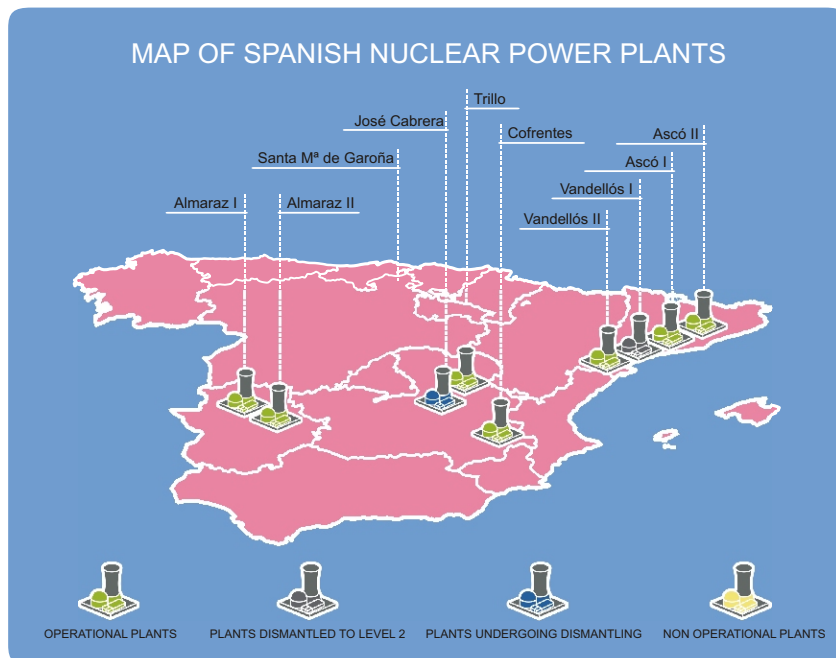 MAP OF SPANISH NUCLEAR POWER PLANTS
Trillo
José Cabrera
Cofrentes
Ascó II
Santa Mª de Garoña
Ascó I
Vandellós I
Almaraz I
Almaraz II
Vandellós II
OPERATIONAL PLANTS
PLANTS DISMANTLED TO LEVEL 2
PLANTS UNDERGOING DISMANTLING
NON OPERATIONAL PLANTS